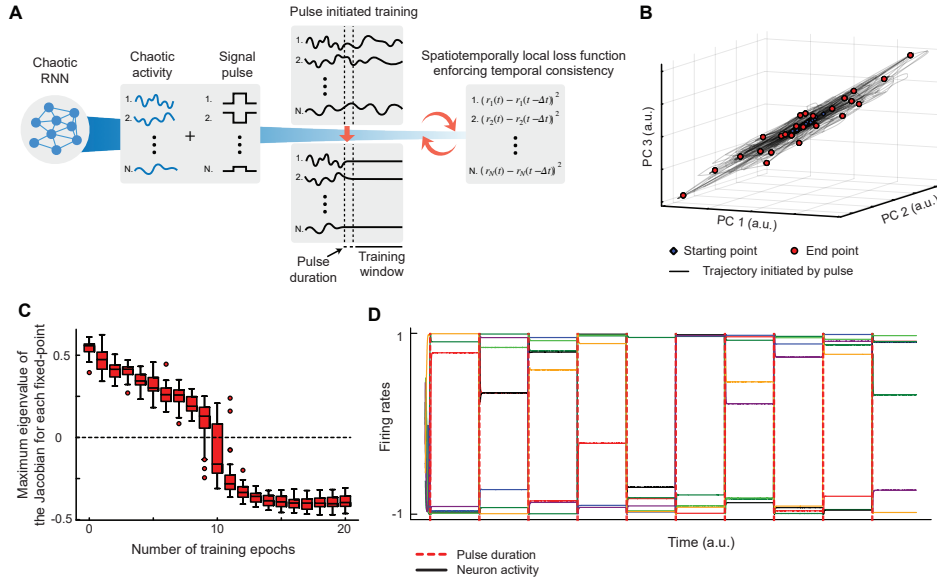 A
Chaotic
RNN
Chaotic
activity
1.
2.
N.
+
Signal
pulse
1.
2.
N.
Pulse initiated training
1.
2.
N.
1.
2.
N.
Pulse
duration
Training
window
Spatiotemporally local loss function
enforcing temporal consistency
1. (r₁(t) − r₁(t−Δt))²
2. (r₂(t) − r₂(t−Δt))²
N. (r_N(t) − r_N(t−Δt))²
B
PC 3 (a.u.)
PC 1 (a.u.)
PC 2 (a.u.)
Starting point
End point
Trajectory initiated by pulse
C
Maximum eigenvalue of
the Jacobian for each fixed-point
0.5
0
-0.5
0
10
20
Number of training epochs
D
Firing rates
1
-1
Time (a.u.)
Pulse duration
Neuron activity